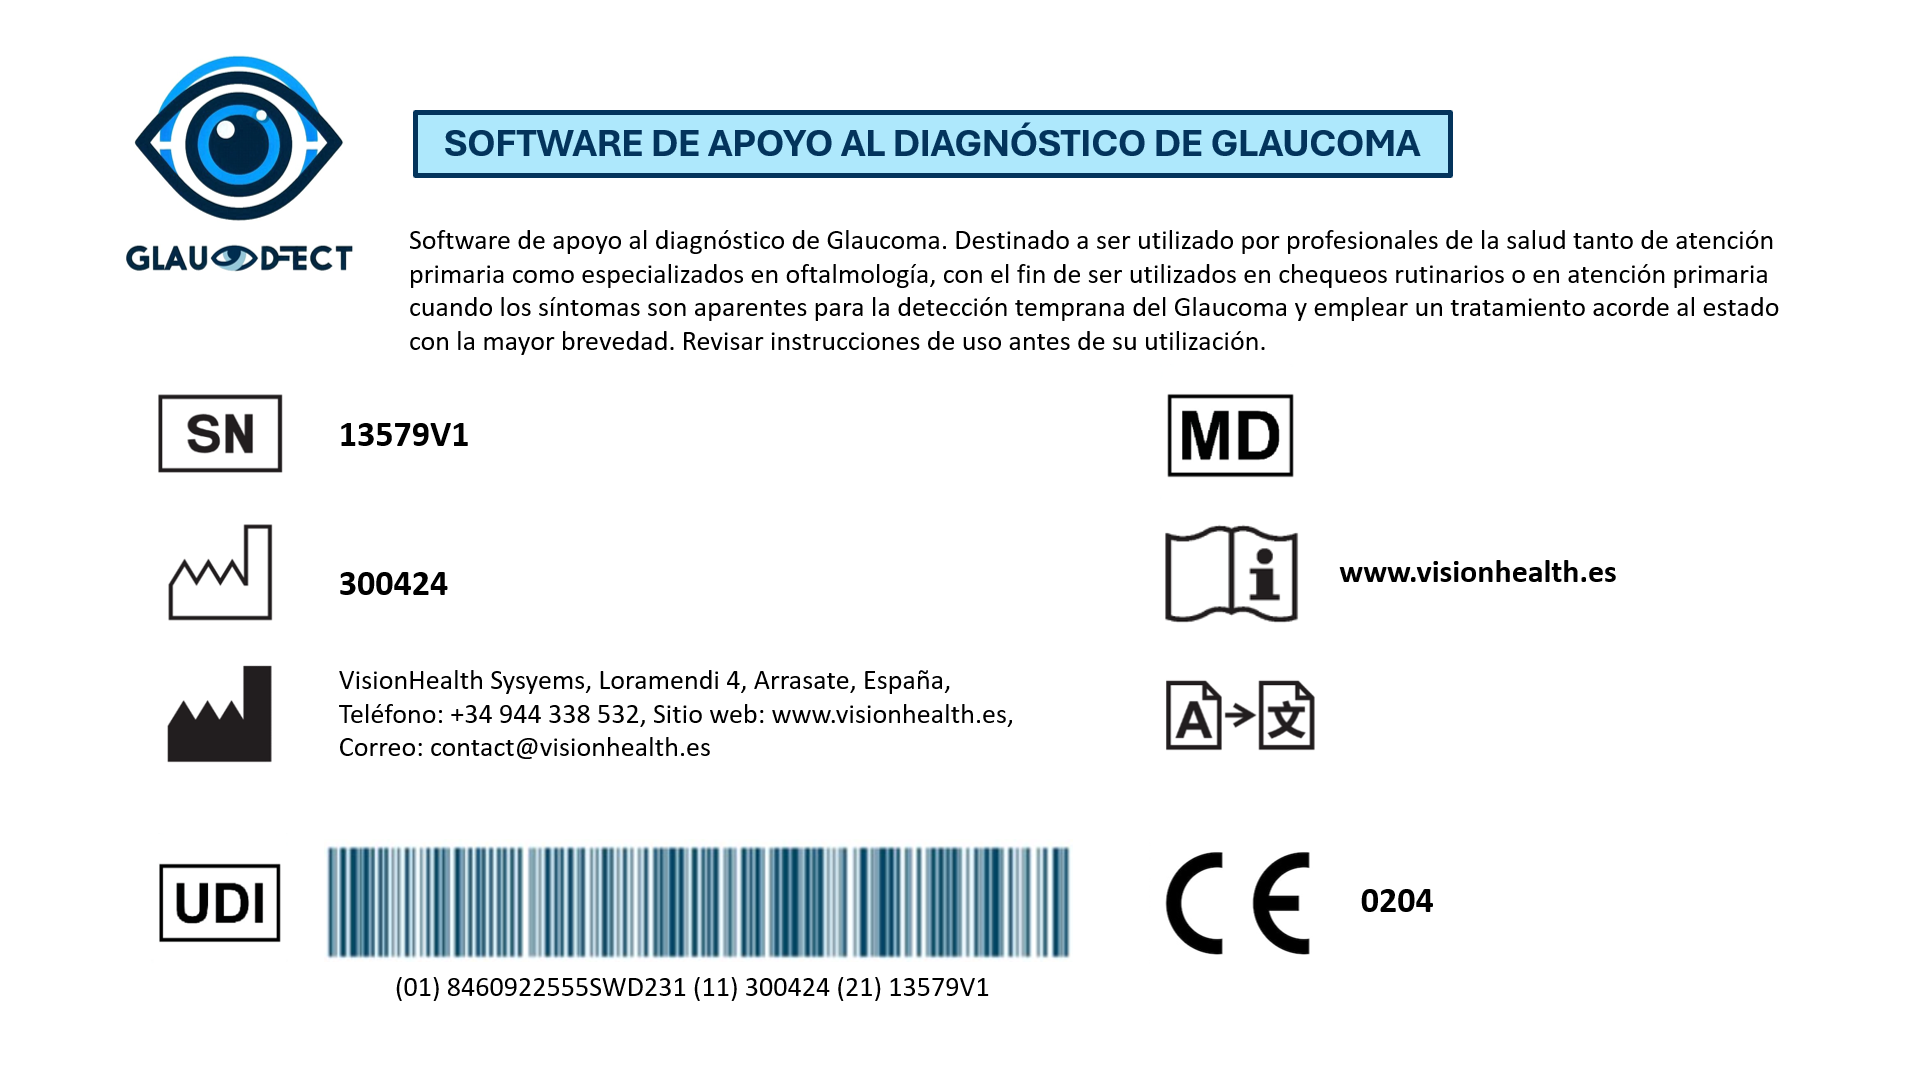 SOFTWARE DE APOYO AL DIAGNÓSTICO DE GLAUCOMA
GLAU DFECT
Software de apoyo al diagnóstico de Glaucoma. Destinado a ser utilizado por profesionales de la salud tanto de atención
primaria como especializados en oftalmología, con el fin de ser utilizados en chequeos rutinarios o en atención primaria
cuando los síntomas son aparentes para la detección temprana del Glaucoma y emplear un tratamiento acorde al estado
con la mayor brevedad. Revisar instrucciones de uso antes de su utilización.
SN 13579V1
MD
300424
i www.visionhealth.es
VisionHealth Sysyems, Loramendi 4, Arrasate, España,
Teléfono: +34 944 338 532, Sitio web: www.visionhealth.es,
Correo: contact@visionhealth.es
A 文
UDI
(01) 8460922555SWD231 (11) 300424 (21) 13579V1
CE 0204